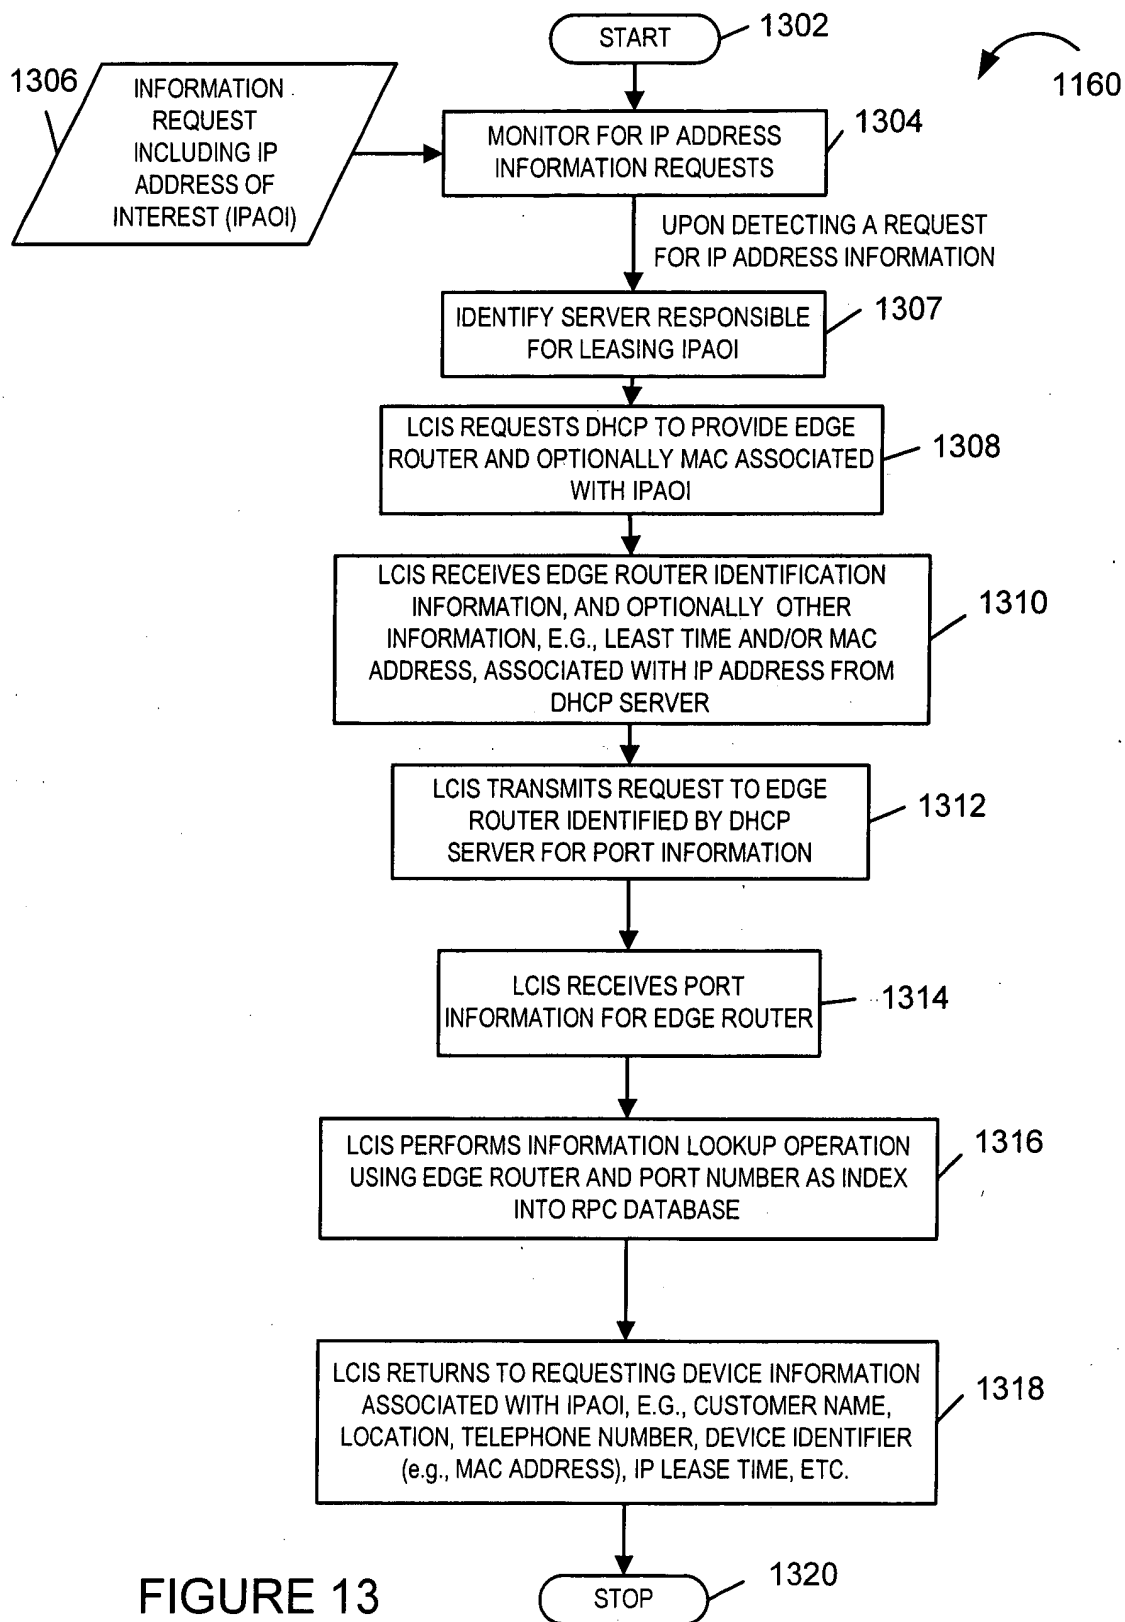 START
1302
1160
1306
INFORMATION
REQUEST
INCLUDING IP
ADDRESS OF
INTEREST (IPAOI)
MONITOR FOR IP ADDRESS
INFORMATION REQUESTS
1304
UPON DETECTING A REQUEST
FOR IP ADDRESS INFORMATION
IDENTIFY SERVER RESPONSIBLE
FOR LEASING IPAOI
1307
LCIS REQUESTS DHCP TO PROVIDE EDGE
ROUTER AND OPTIONALLY MAC ASSOCIATED
WITH IPAOI
1308
LCIS RECEIVES EDGE ROUTER IDENTIFICATION
INFORMATION, AND OPTIONALLY OTHER
INFORMATION, E.G., LEAST TIME AND/OR MAC
ADDRESS, ASSOCIATED WITH IP ADDRESS FROM
DHCP SERVER
1310
LCIS TRANSMITS REQUEST TO EDGE
ROUTER IDENTIFIED BY DHCP
SERVER FOR PORT INFORMATION
1312
LCIS RECEIVES PORT
INFORMATION FOR EDGE ROUTER
1314
LCIS PERFORMS INFORMATION LOOKUP OPERATION
USING EDGE ROUTER AND PORT NUMBER AS INDEX
INTO RPC DATABASE
1316
LCIS RETURNS TO REQUESTING DEVICE INFORMATION
ASSOCIATED WITH IPAOI, E.G., CUSTOMER NAME,
LOCATION, TELEPHONE NUMBER, DEVICE IDENTIFIER
(e.g., MAC ADDRESS), IP LEASE TIME, ETC.
1318
STOP
1320
FIGURE 13